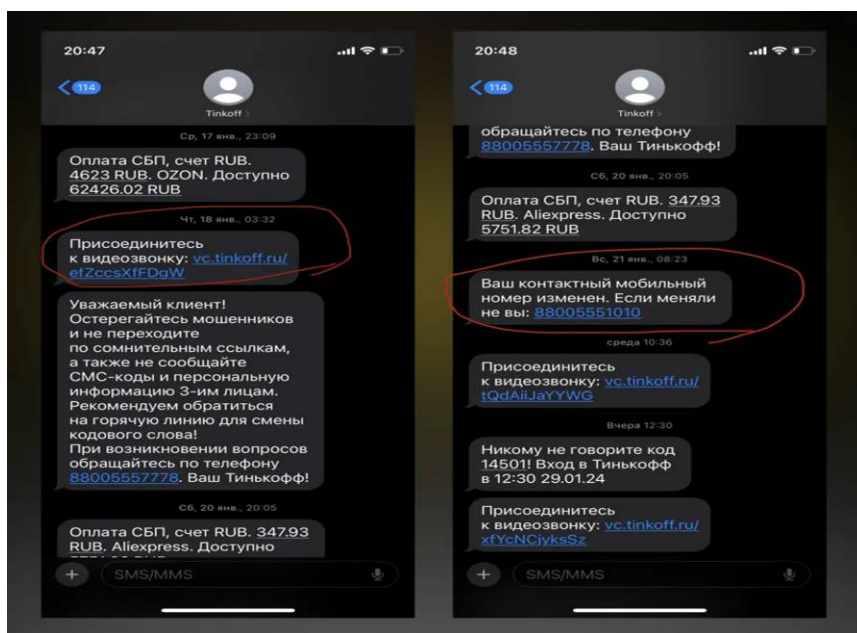 20:47
114
Tinkoff
Ср, 17 янв., 23:09
Оплата СБП, счет RUB.
4623 RUB. OZON. Доступно
62426.02 RUB
Чт, 18 янв., 03:32
Присоединитесь
к видеозвонку: vc.tinkoff.ru/
efZccsXfFDgW
Уважаемый клиент!
Остерегайтесь мошенников
и не переходите
по сомнительным ссылкам,
а также не сообщайте
СМС-коды и персональную
информацию 3-им лицам.
Рекомендуем обратиться
на горячую линию для смены
кодового слова!
При возникновении вопросов
обращайтесь по телефону
88005557778. Ваш Тинькофф!
Сб, 20 янв., 20:05
Оплата СБП, счет RUB. 347.93
RUB. Aliexpress. Доступно
SMS/MMS
20:48
114
Tinkoff
обращайтесь по телефону
88005557778. Ваш Тинькофф!
Сб, 20 янв., 20:05
Оплата СБП, счет RUB. 347.93
RUB. Aliexpress. Доступно
5751.82 RUB
Вс, 21 янв., 08:23
Ваш контактный мобильный
номер изменен. Если меняли
не вы: 88005551010
среда 10:36
Присоединитесь
к видеозвонку: vc.tinkoff.ru/
tQdAiiJaYYWG
Вчера 12:30
Никому не говорите код
14501! Вход в Тинькофф
в 12:30 29.01.24
Присоединитесь
к видеозвонку: vc.tinkoff.ru/
xfYcNCjyksSz
SMS/MMS